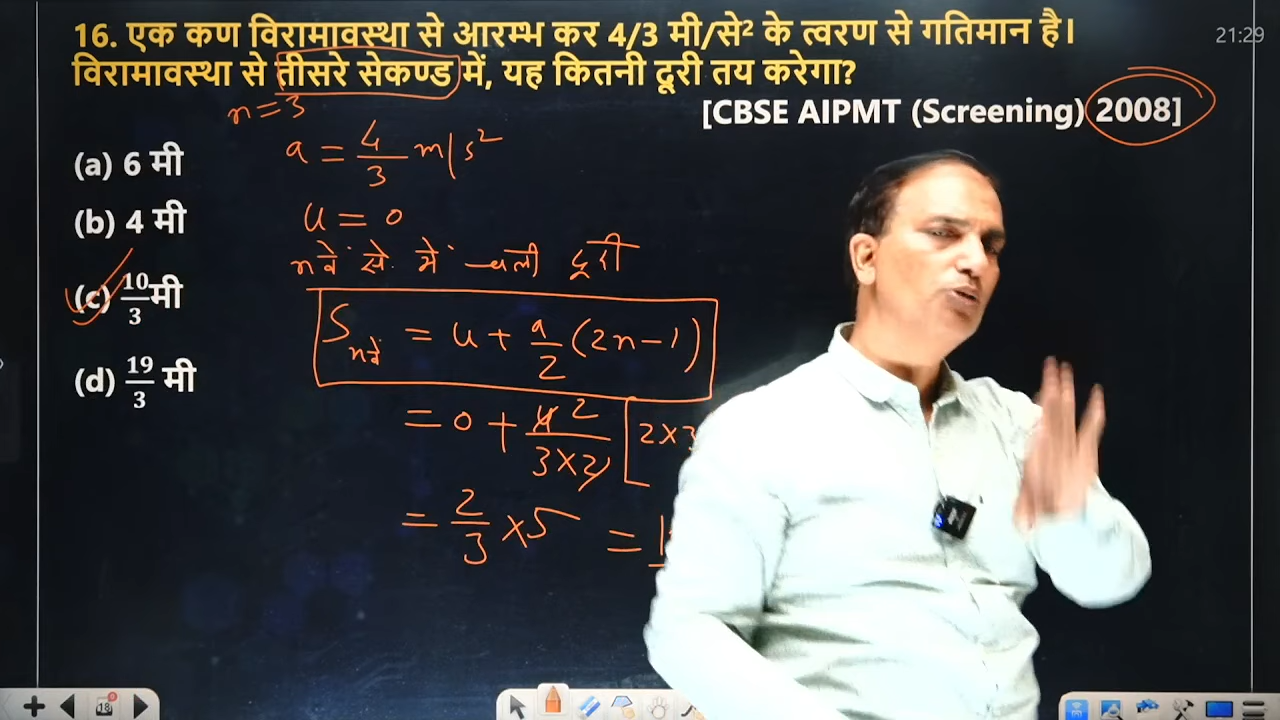 16. एक कण विरामावस्था से आरम्भ कर 4/3 मी/से² के त्वरण से गतिमान है।
21:29
विरामावस्था से तीसरे सेकण्ड में, यह कितनी दूरी तय करेगा?
n = 3
[CBSE AIPMT (Screening) 2008]
a = 4/3 m/s²
(a) 6 मी
u = 0
(b) 4 मी
nवें से. में चली दूरी
(c) 10/3 मी
Snवें = u + a/2 (2n-1)
(d) 19/3 मी
= 0 + 4 2/3×2 [2×3
= 2/3 ×5 =
18